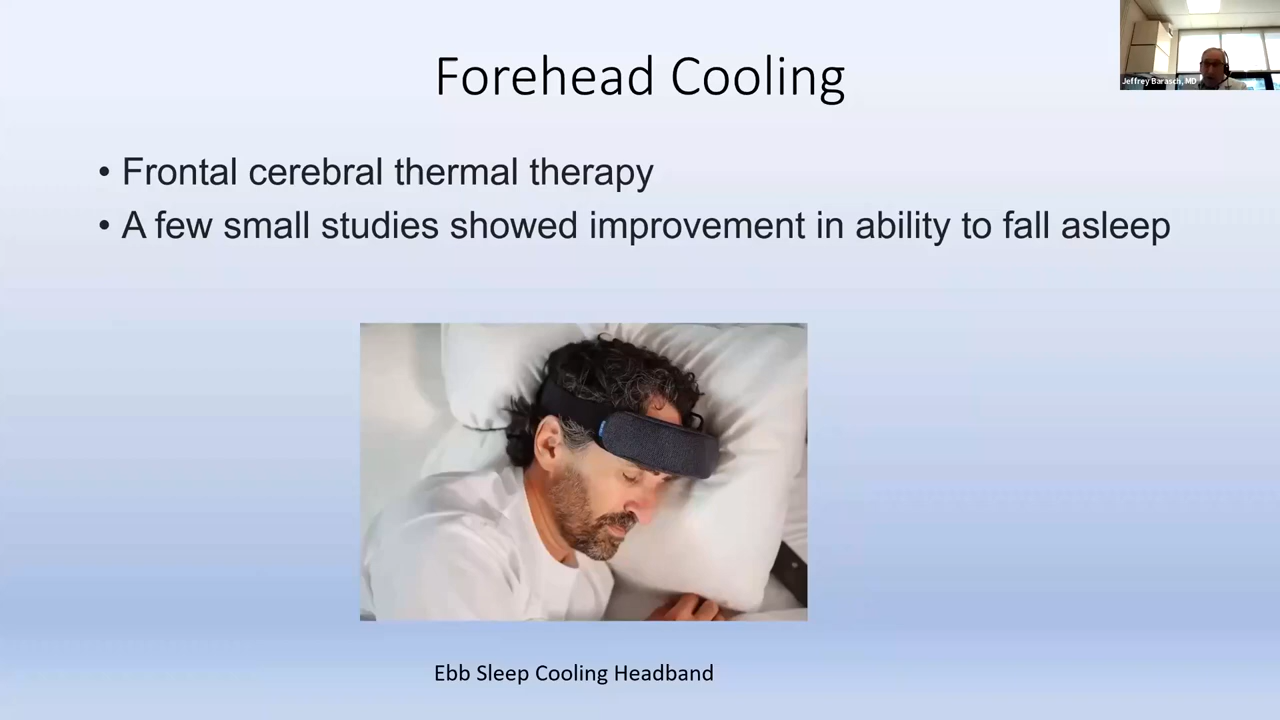 Forehead Cooling
Jeffrey Barasch, MD
• Frontal cerebral thermal therapy
• A few small studies showed improvement in ability to fall asleep
Ebb Sleep Cooling Headband